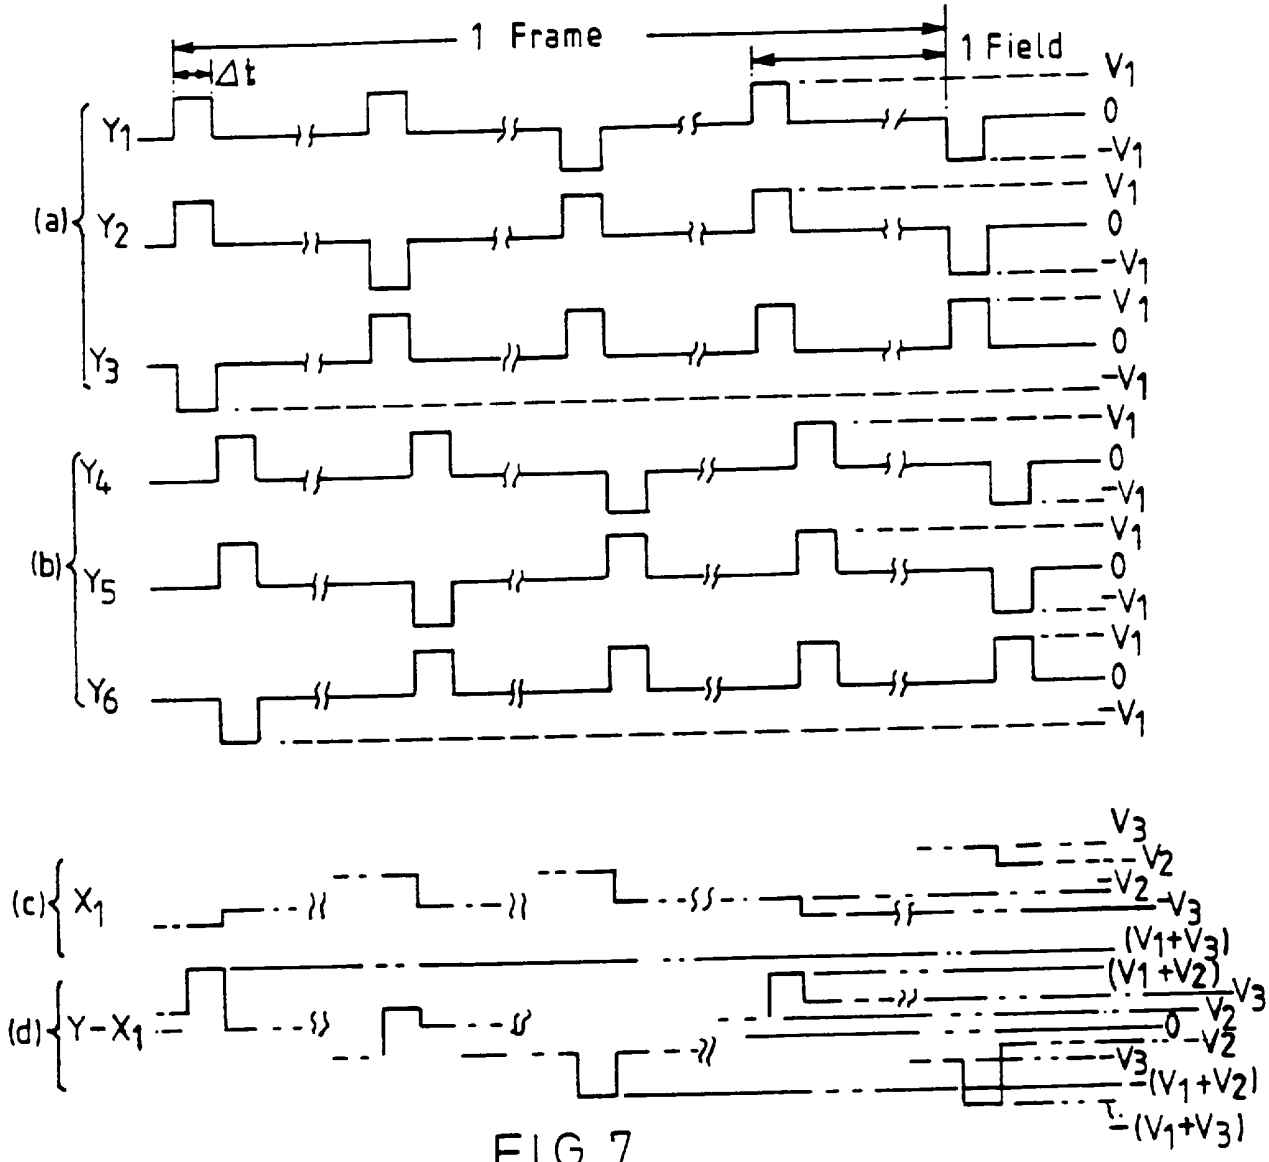 1 Frame
1 Field
Δt
V1
Y1
0
-V1
V1
(a)
Y2
0
-V1
V1
Y3
0
-V1
V1
Y4
0
-V1
V1
(b)
Y5
0
-V1
V1
Y6
0
-V1
V3
V2
-V2
(c)
X1
-V3
(V1+V3)
(V1+V2)
V3
V2
(d)
Y-X1
0
-V2
-V3
-(V1+V2)
-(V1+V3)
FIG 7